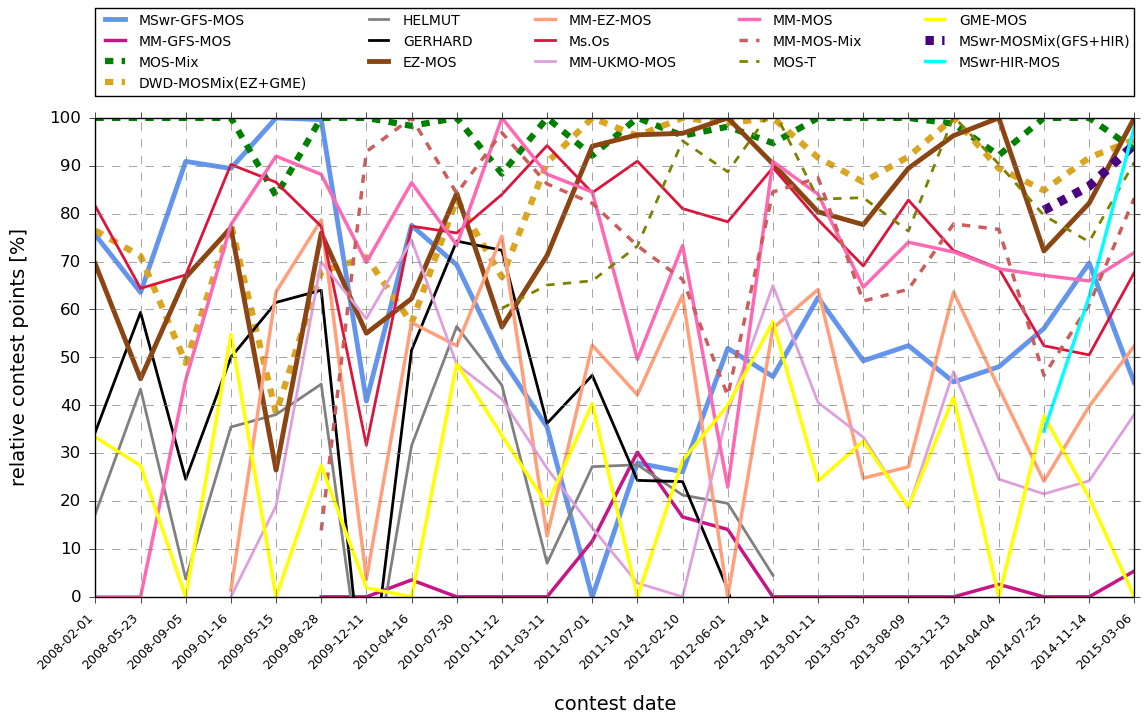 MSwr-GFS-MOS
MM-GFS-MOS
MOS-Mix
DWD-MOSMix(EZ+GME)
HELMUT
GERHARD
EZ-MOS
MM-EZ-MOS
Ms.Os
MM-UKMO-MOS
MM-MOS
MM-MOS-Mix
MOS-T
GME-MOS
MSwr-MOSMix(GFS+HIR)
MSwr-HIR-MOS
relative contest points [%]
100
90
80
70
60
50
40
30
20
10
0
2008-02-01
2008-05-23
2008-09-05
2009-01-16
2009-05-15
2009-08-28
2009-12-11
2010-04-16
2010-07-30
2010-11-12
2011-03-11
2011-07-01
2011-10-14
2012-02-10
2012-06-01
2012-09-14
2013-01-11
2013-05-03
2013-08-09
2013-12-13
2014-04-04
2014-07-25
2014-11-14
2015-03-06
contest date